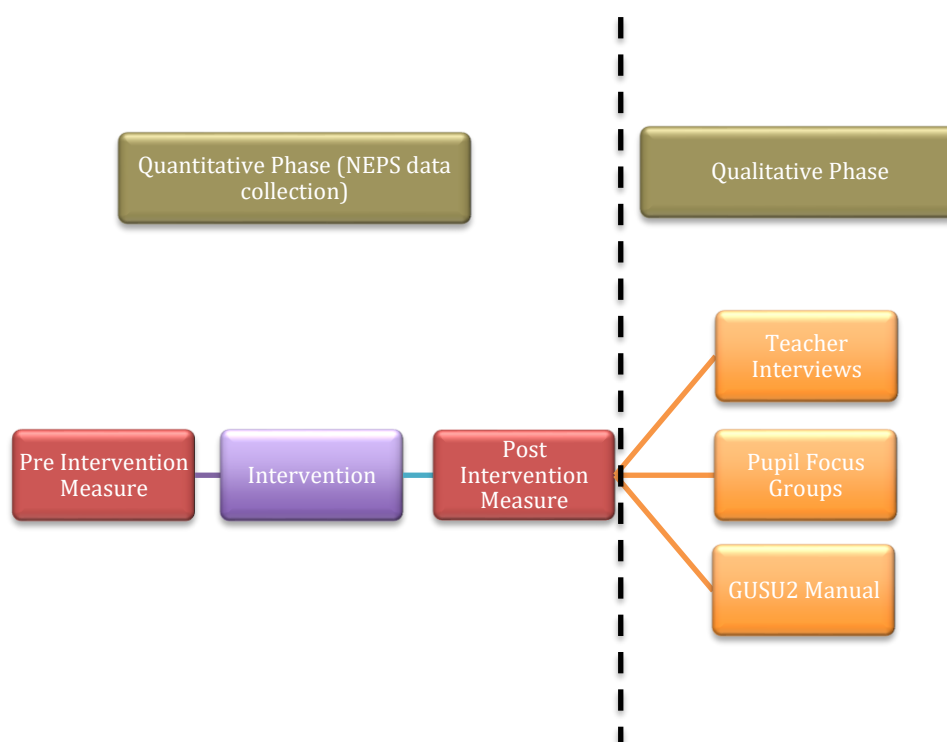 Quantitative Phase (NEPS data
collection)
Qualitative Phase
Teacher
Interviews
Pre Intervention
Measure
Intervention
Post
Intervention
Measure
Pupil Focus
Groups
GUSU2 Manual